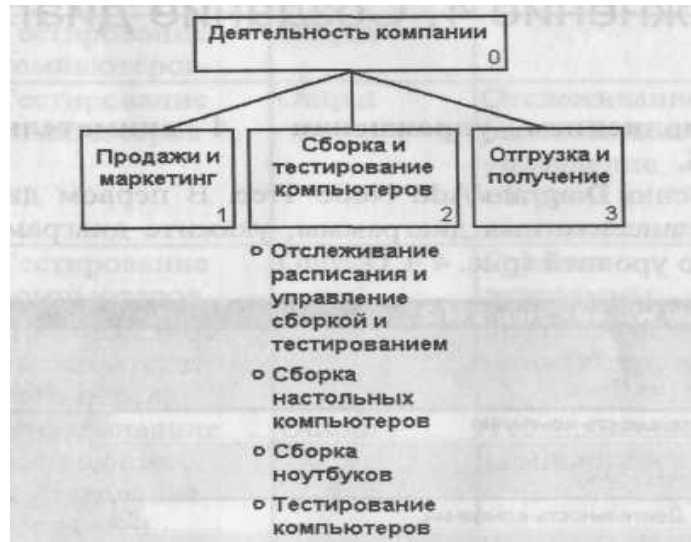 Деятельность компании
0
Продажи и
маркетинг
1
Сборка и
тестирование
компьютеров
2
Отгрузка и
получение
3
Отслеживание
расписания и
управление
сборкой и
тестированием
Сборка
настольных
компьютеров
Сборка
ноутбуков
Тестирование
компьютеров